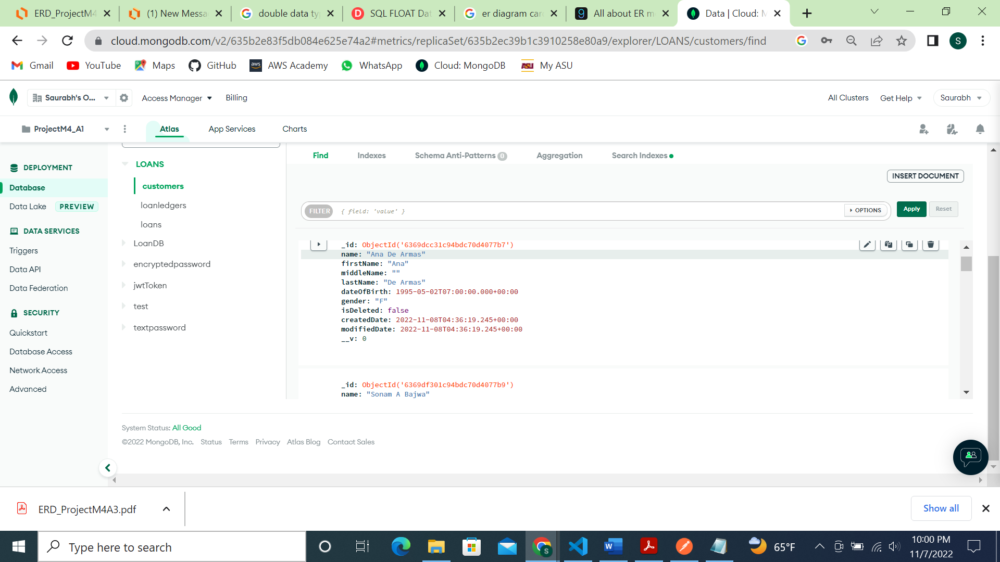 ERD_ProjectM4
(1) New Messa
double data ty
SQL FLOAT Dat
er diagram car
All about ER m
Data | Cloud: M
cloud.mongodb.com/v2/635b2e83f5db084e625e74a2#metrics/replicaSet/635b2ec39b1c3910258e80a9/explorer/LOANS/customers/find
S
Gmail
YouTube
Maps
GitHub
aws
AWS Academy
WhatsApp
Cloud: MongoDB
ASU
My ASU
Saurabh's O...
Access Manager
Billing
All Clusters
Get Help
Saurabh
ProjectM4_A1
Atlas
App Services
Charts
DEPLOYMENT
Database
Data Lake
PREVIEW
DATA SERVICES
Triggers
Data API
Data Federation
SECURITY
Quickstart
Database Access
Network Access
Advanced
LOANS
customers
loanledgers
loans
LoanDB
encryptedpassword
jwtToken
test
textpassword
Find
Indexes
Schema Anti-Patterns 0
Aggregation
Search Indexes
INSERT DOCUMENT
FILTER
{ field: 'value' }
OPTIONS
Apply
Reset
_id: ObjectId('6369dcc31c94bdc70d4077b7')
name: "Ana De Armas"
firstName: "Ana"
middleName: ""
lastName: "De Armas"
dateOfBirth: 1995-05-02T07:00:00.000+00:00
gender: "F"
isDeleted: false
createdDate: 2022-11-08T04:36:19.245+00:00
modifiedDate: 2022-11-08T04:36:19.245+00:00
__v: 0
_id: ObjectId('6369df301c94bdc70d4077b9')
name: "Sonam A Bajwa"
System Status: All Good
©2022 MongoDB, Inc.
Status
Terms
Privacy
Atlas Blog
Contact Sales
ERD_ProjectM4A3.pdf
Show all
Type here to search
65°F
10:00 PM
11/7/2022